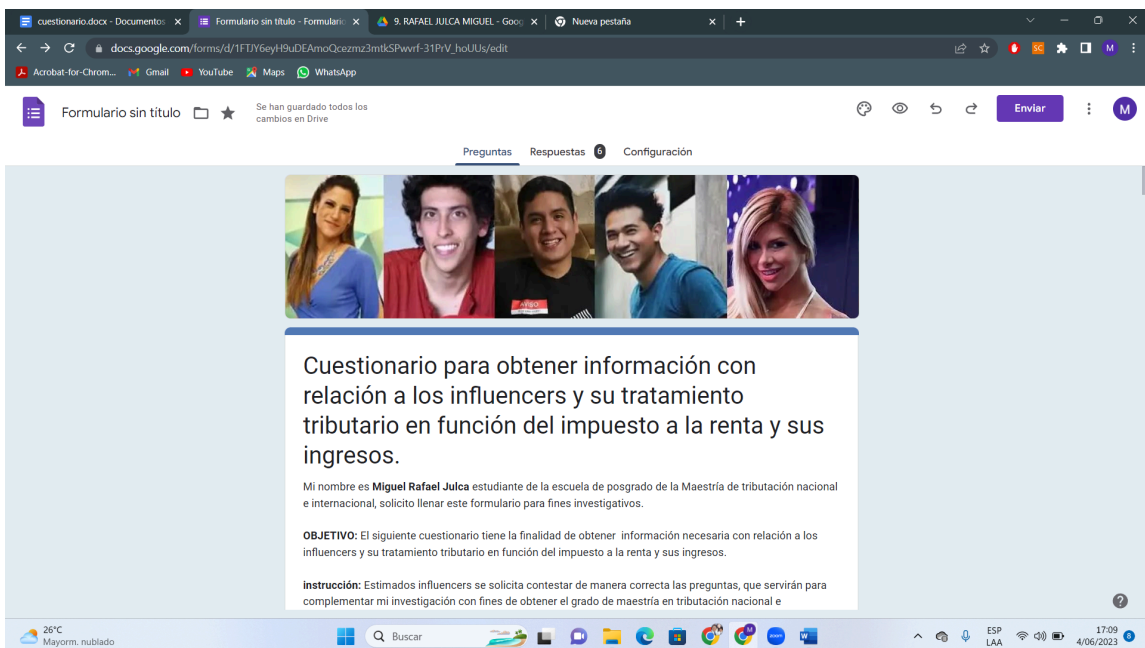 cuestionario.docx - Documentos
Formulario sin título - Formulario
9. RAFAEL JULCA MIGUEL - Goog
Nueva pestaña
docs.google.com/forms/d/1FTJY6eyH9uDEAmoQcezmz3mtkSPwvrf-31PrV_hoUUs/edit
SC
M
Acrobat-for-Chrom...
Gmail
YouTube
Maps
WhatsApp
Formulario sin título
Se han guardado todos los
cambios en Drive
Enviar
M
Preguntas
Respuestas 6
Configuración
AVISO
Cuestionario para obtener información con
relación a los influencers y su tratamiento
tributario en función del impuesto a la renta y sus
ingresos.
Mi nombre es Miguel Rafael Julca estudiante de la escuela de posgrado de la Maestría de tributación nacional
e internacional, solicito llenar este formulario para fines investigativos.
OBJETIVO: El siguiente cuestionario tiene la finalidad de obtener información necesaria con relación a los
influencers y su tratamiento tributario en función del impuesto a la renta y sus ingresos.
instrucción: Estimados influencers se solicita contestar de manera correcta las preguntas, que servirán para
complementar mi investigación con fines de obtener el grado de maestría en tributación nacional e
26°C
Mayorm. nublado
Buscar
zoom
ESP
LAA
17:09
4/06/2023
8